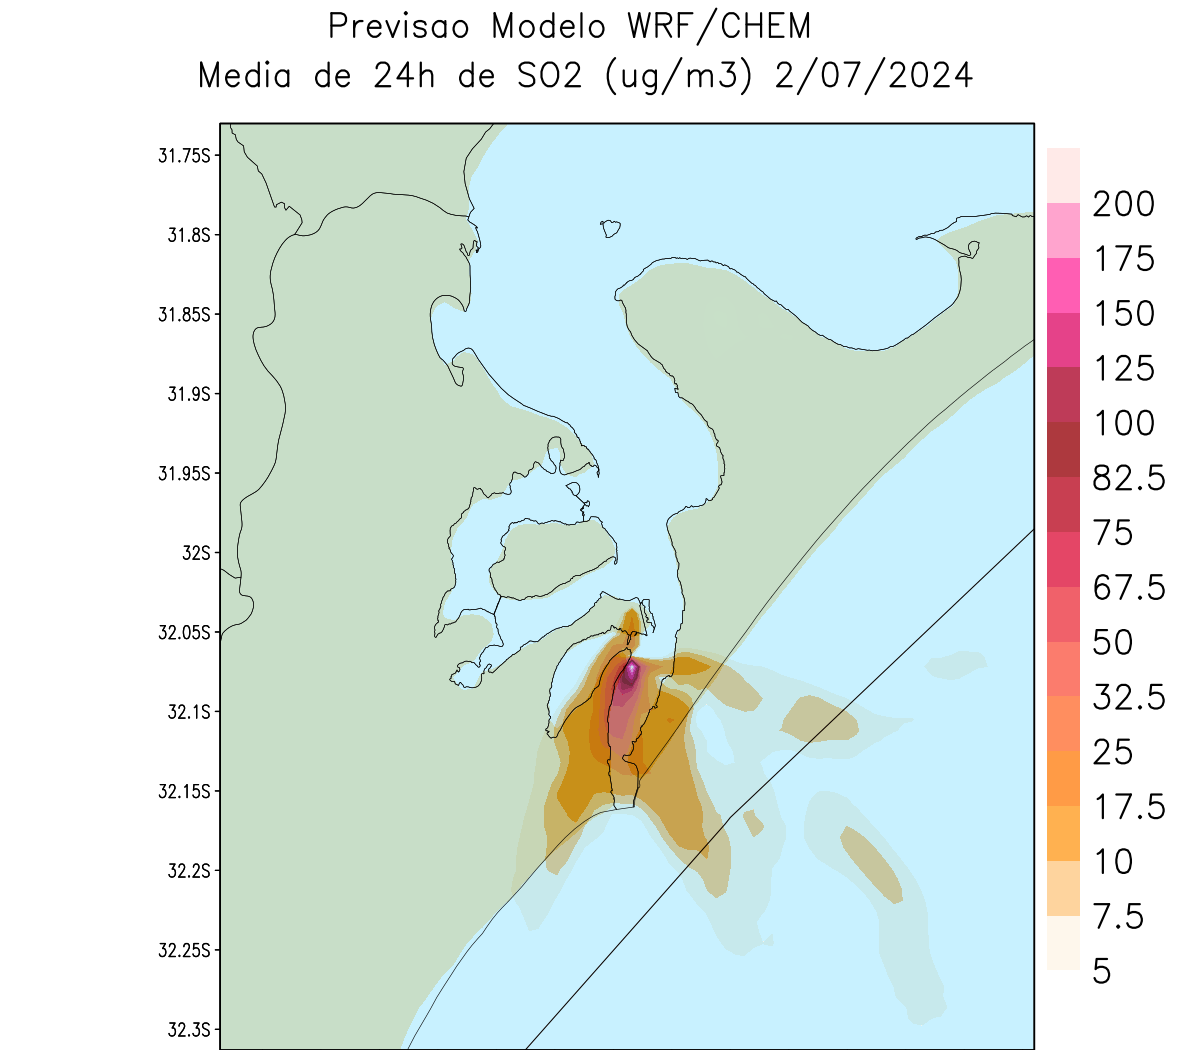 Previsao Modelo WRF/CHEM
Media de 24h de SO2 (ug/m3) 2/07/2024
31.75S
31.8S
31.85S
31.9S
31.95S
32S
32.05S
32.1S
32.15S
32.2S
32.25S
32.3S
200
175
150
125
100
82.5
75
67.5
50
32.5
25
17.5
10
7.5
5